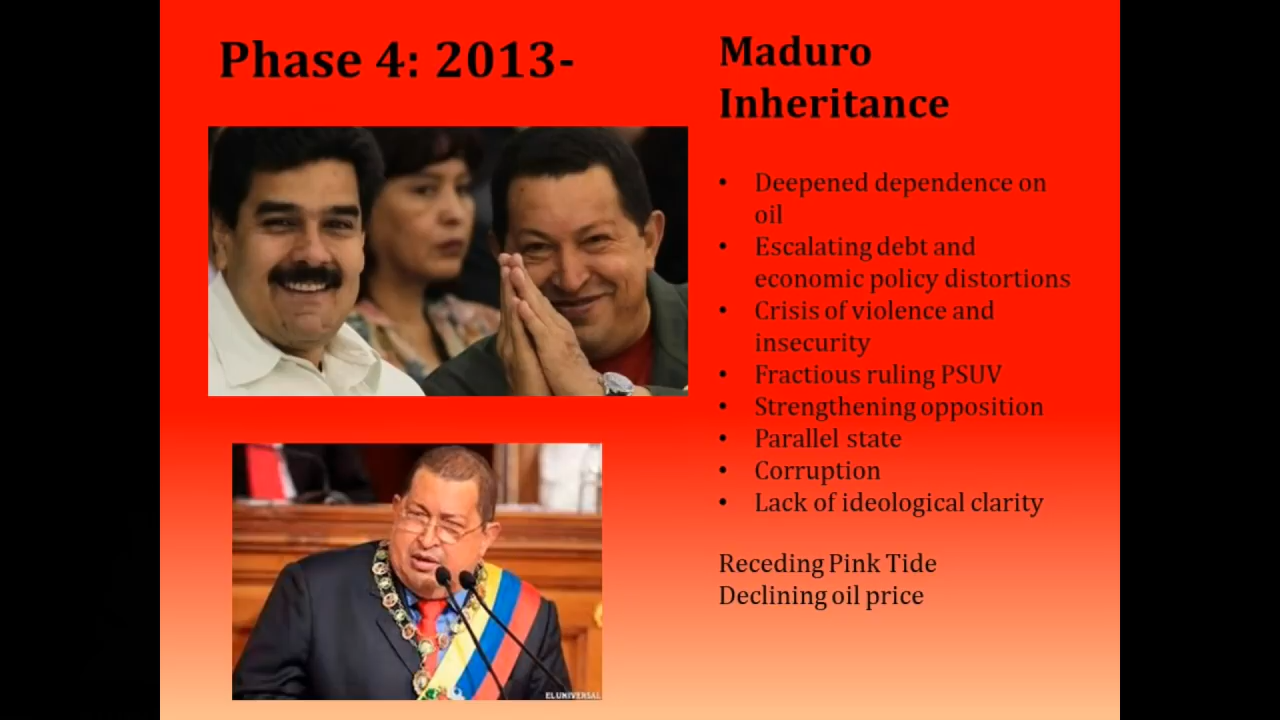 Phase 4: 2013-
Maduro
Inheritance
• Deepened dependence on
oil
• Escalating debt and
economic policy distortions
• Crisis of violence and
insecurity
• Fractious ruling PSUV
• Strengthening opposition
• Parallel state
• Corruption
• Lack of ideological clarity
Receding Pink Tide
Declining oil price
EL UNIVERSAL